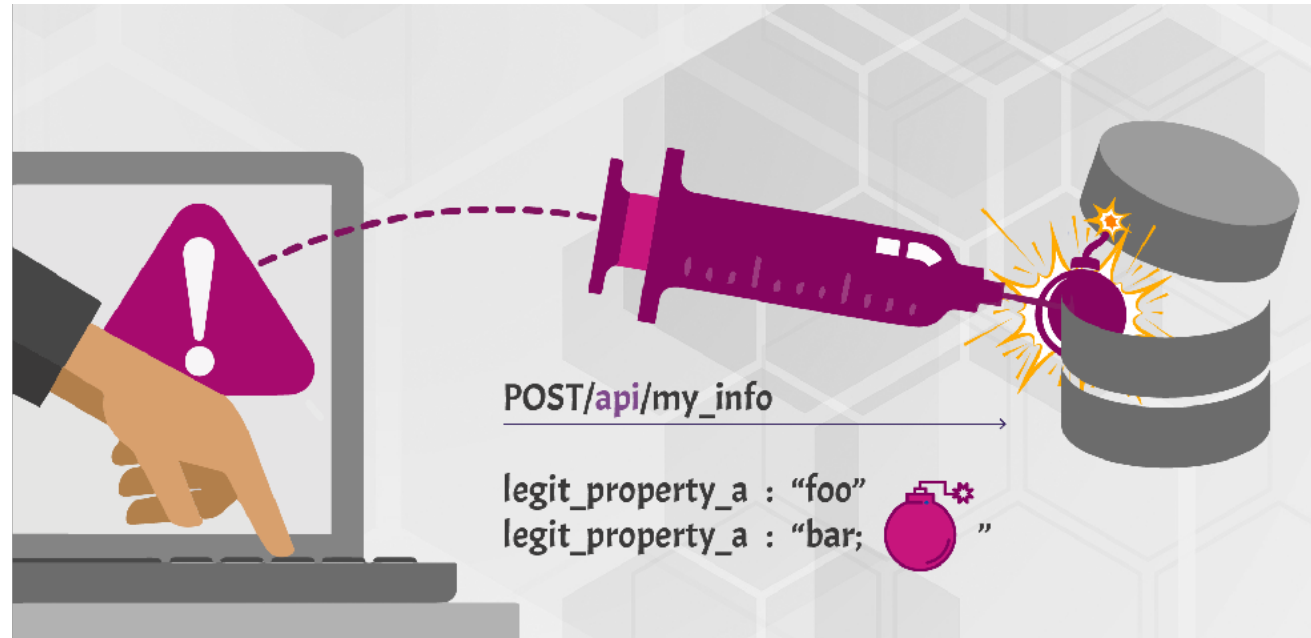 POST/api/my_info
legit_property_a : “foo”
legit_property_a : “bar; ”